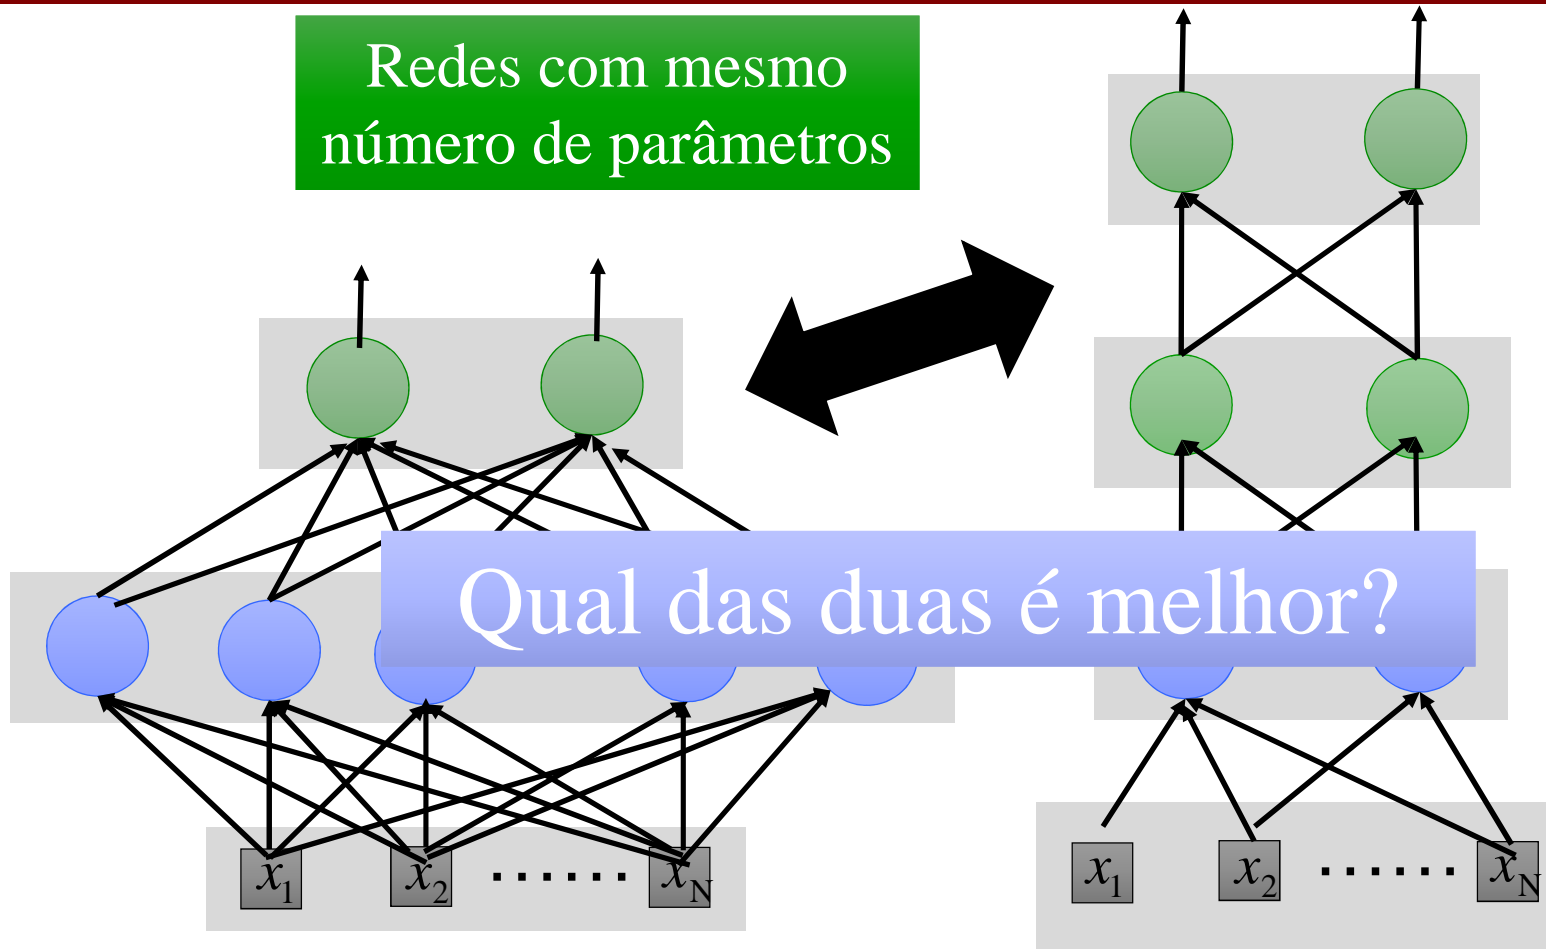 Redes com mesmo
número de parâmetros
Qual das duas é melhor?
x1 x2 ...... xN
x1 x2 ...... xN